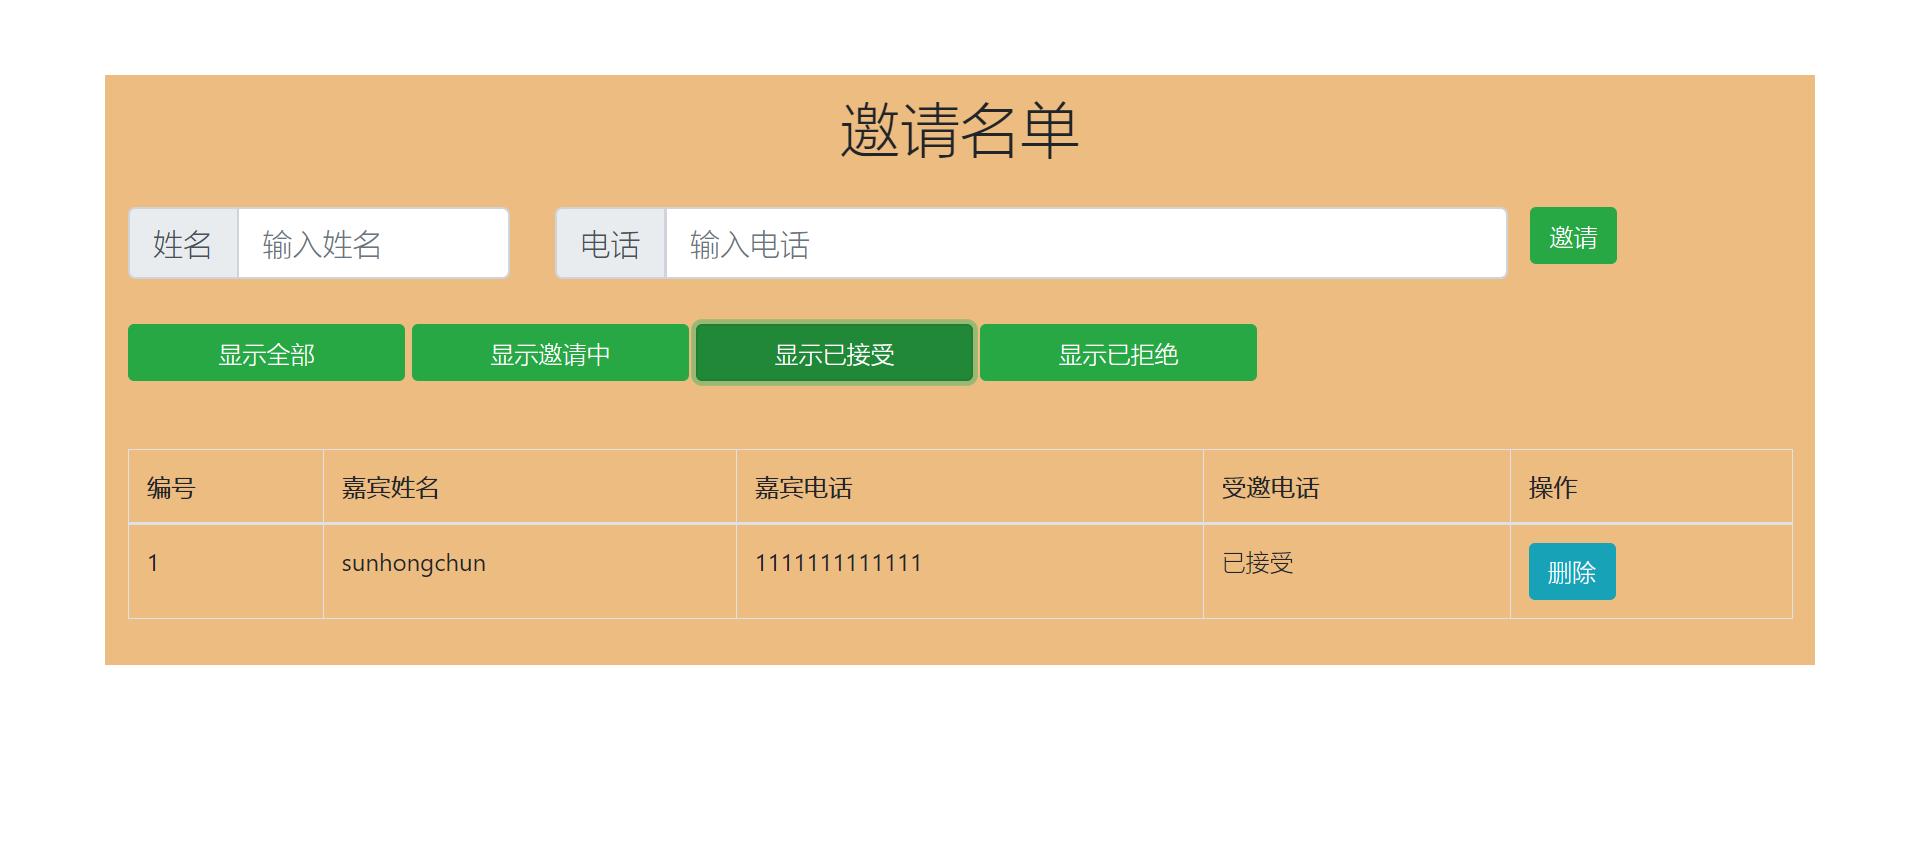 邀请名单
姓名 输入姓名 电话 输入电话 邀请
显示全部 显示邀请中 显示已接受 显示已拒绝
编号 嘉宾姓名 嘉宾电话 受邀电话 操作
1 sunhongchun 1111111111111 已接受 删除